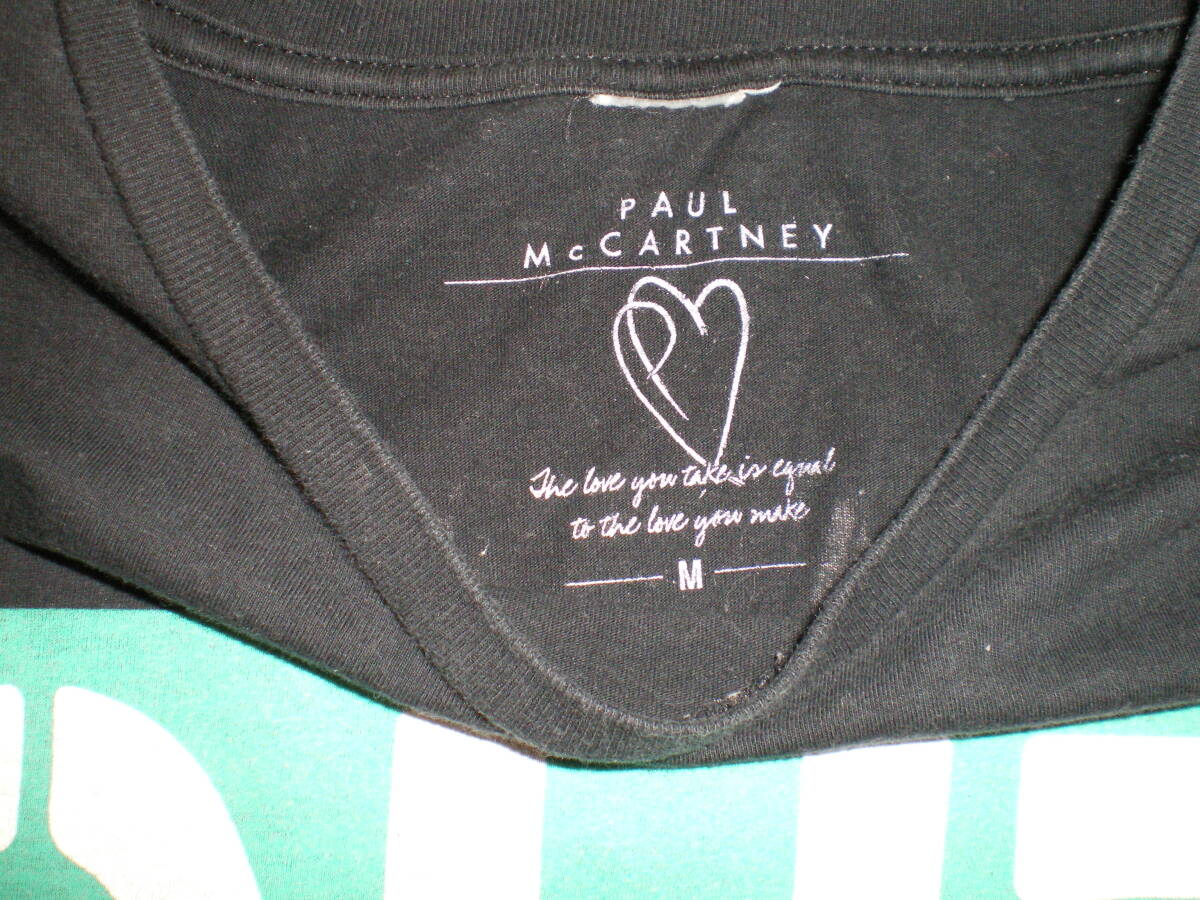 PAUL
McCARTNEY
The love you take is equal
to the love you make
M